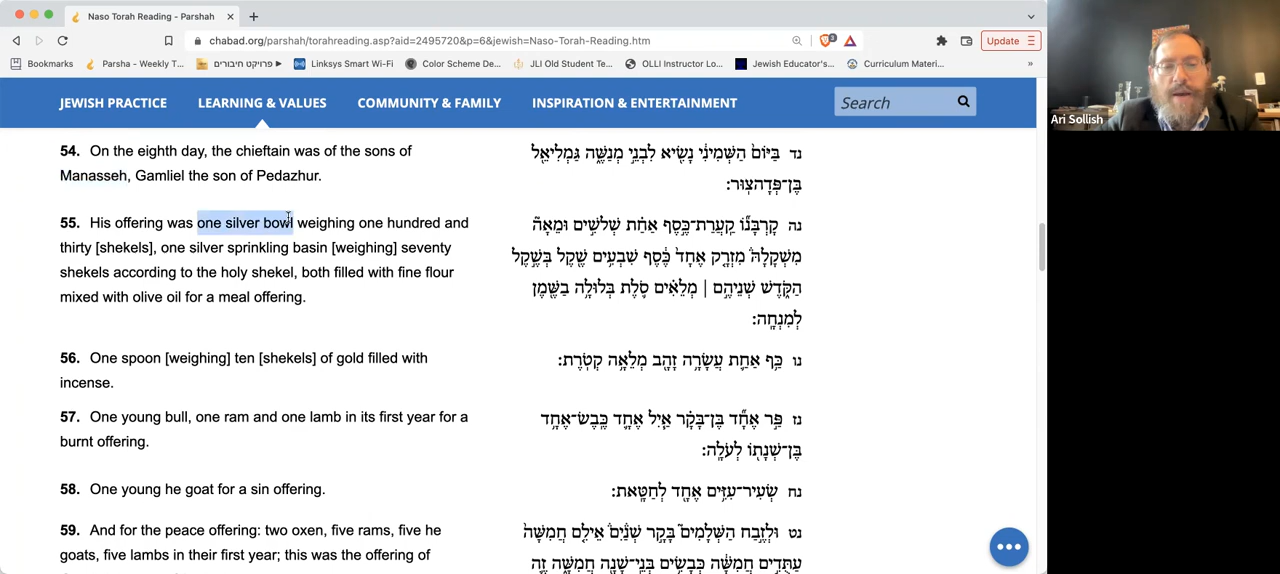 Naso Torah Reading - Parshah
chabad.org/parshah/torahreading.asp?aid=2495720&p=6&jewish=Naso-Torah-Reading.htm
3
Update
Bookmarks
Parsha - Weekly T...
פרוייקט חיבורים
Linksys Smart Wi-Fi
Color Scheme De...
JLI Old Student Te...
OLLI Instructor Lo...
Jewish Educator's...
Curriculum Materi...
»
JEWISH PRACTICE
LEARNING & VALUES
COMMUNITY & FAMILY
INSPIRATION & ENTERTAINMENT
Search
Ari Sollish
54. On the eighth day, the chieftain was of the sons of
Manasseh, Gamliel the son of Pedazhur.
נד בַּיּוֹם֙ הַשְּׁמִינִ֔י נָשִׂ֖יא לִבְנֵ֣י מְנַשֶּׁ֑ה גַּמְלִיאֵ֖ל
בֶּן־פְּדָהצֽוּר:
55. His offering was one silver bowl weighing one hundred and
thirty [shekels], one silver sprinkling basin [weighing] seventy
shekels according to the holy shekel, both filled with fine flour
mixed with olive oil for a meal offering.
נה קָרְבָּנ֞וֹ קַֽעֲרַת־כֶּ֣סֶף אַחַ֗ת שְׁלשִׁ֣ים וּמֵאָה֘
מִשְׁקָלָהּ֒ מִזְרָ֤ק אֶחָד֙ כֶּ֔סֶף שִׁבְעִ֥ים שֶׁ֖קֶל בְּשֶׁ֣קֶל
הַקֹּ֑דֶשׁ שְׁנֵיהֶ֣ם | מְלֵאִ֗ים סֹ֛לֶת בְּלוּלָ֥ה בַשֶּׁ֖מֶן
לְמִנְחָֽה:
56. One spoon [weighing] ten [shekels] of gold filled with
incense.
נו כַּ֥ף אַחַ֛ת עֲשָׂרָ֥ה זָהָ֖ב מְלֵאָ֥ה קְטֹֽרֶת:
57. One young bull, one ram and one lamb in its first year for a
burnt offering.
נז פַּ֣ר אֶחָ֞ד בֶּן־בָּקָ֗ר אַ֧יִל אֶחָ֛ד כֶּֽבֶשׂ־אֶחָ֥ד
בֶּן־שְׁנָת֖וֹ לְעֹלָֽה:
58. One young he goat for a sin offering.
נח שְׂעִיר־עִזִּ֥ים אֶחָ֖ד לְחַטָּֽאת:
59. And for the peace offering: two oxen, five rams, five he
goats, five lambs in their first year; this was the offering of
נט וּלְזֶ֣בַח הַשְּׁלָמִים֘ בָּקָ֣ר שְׁנַ֒יִם֒ אֵילִ֤ם חֲמִשָּׁה֙
עַתֻּדִ֣ים חֲמִשָּׁ֔ה כְּבָשִׂ֥ים בְּנֵֽי־שָׁנָ֖ה חֲמִשָּׁ֑ה זֶ֛ה